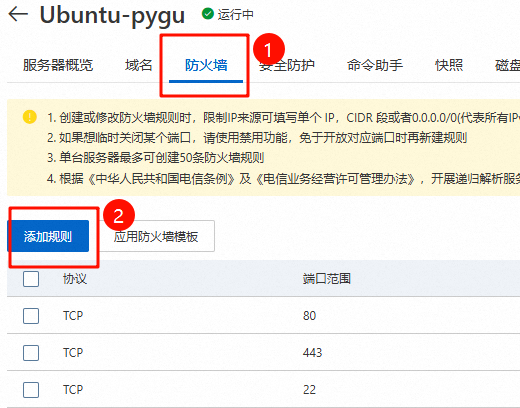 Ubuntu-pygu 运行中
1
服务器概览 域名 防火墙 安全防护 命令助手 快照 磁盘
1. 创建或修改防火墙规则时，限制IP来源可填写单个 IP，CIDR 段或者0.0.0.0/0(代表所有IPv
2. 如果想临时关闭某个端口，请使用禁用功能，免于开放对应端口时再新建规则
3. 单台服务器最多可创建50条防火墙规则
4. 根据《中华人民共和国电信条例》及《电信业务经营许可管理办法》，开展递归解析服务
2
添加规则 应用防火墙模板
协议 端口范围
TCP 80
TCP 443
TCP 22